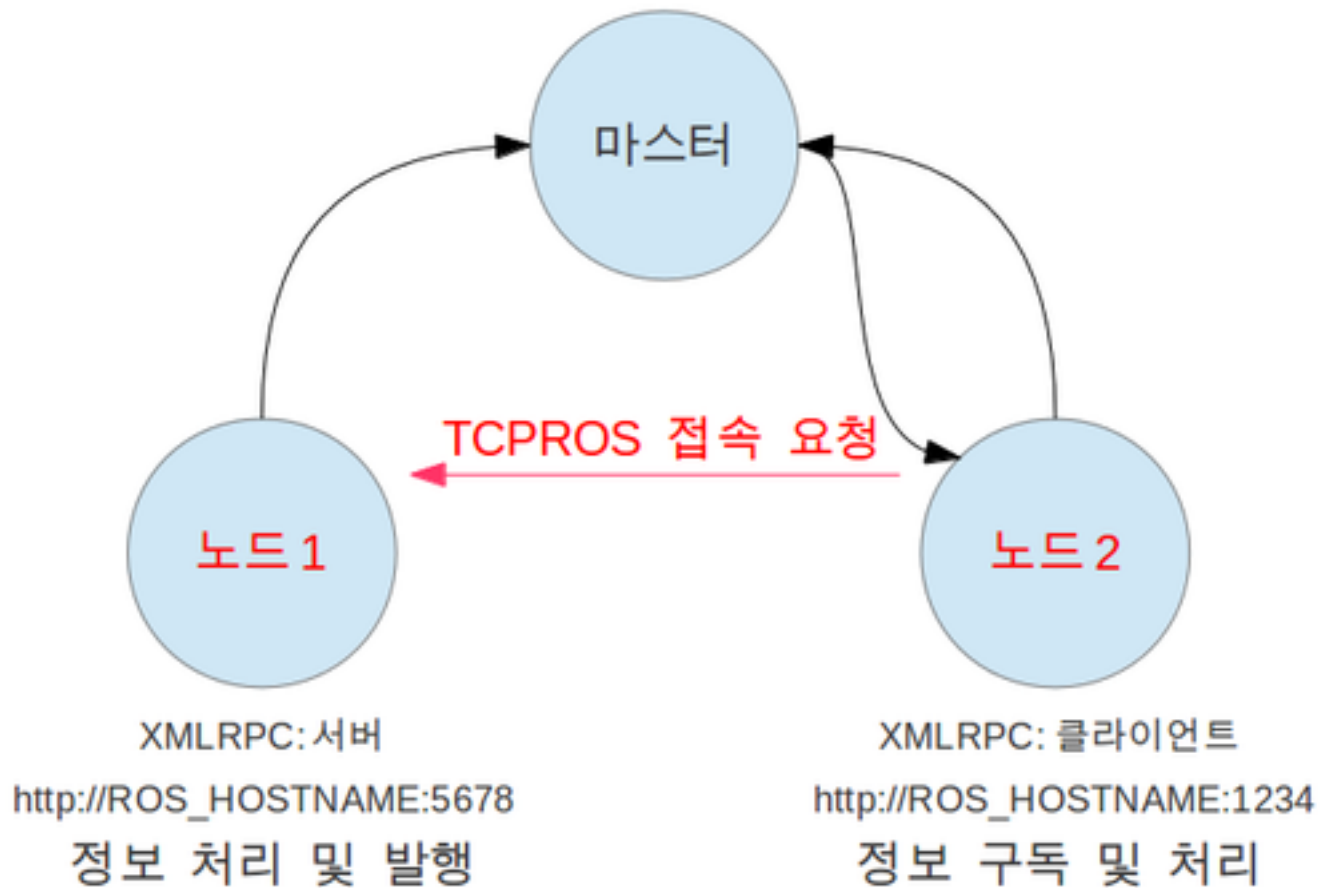 마스터
TCPROS 접속 요청
노드1
노드2
XMLRPC: 서버
http://ROS_HOSTNAME:5678
정보 처리 및 발행
XMLRPC: 클라이언트
http://ROS_HOSTNAME:1234
정보 구독 및 처리